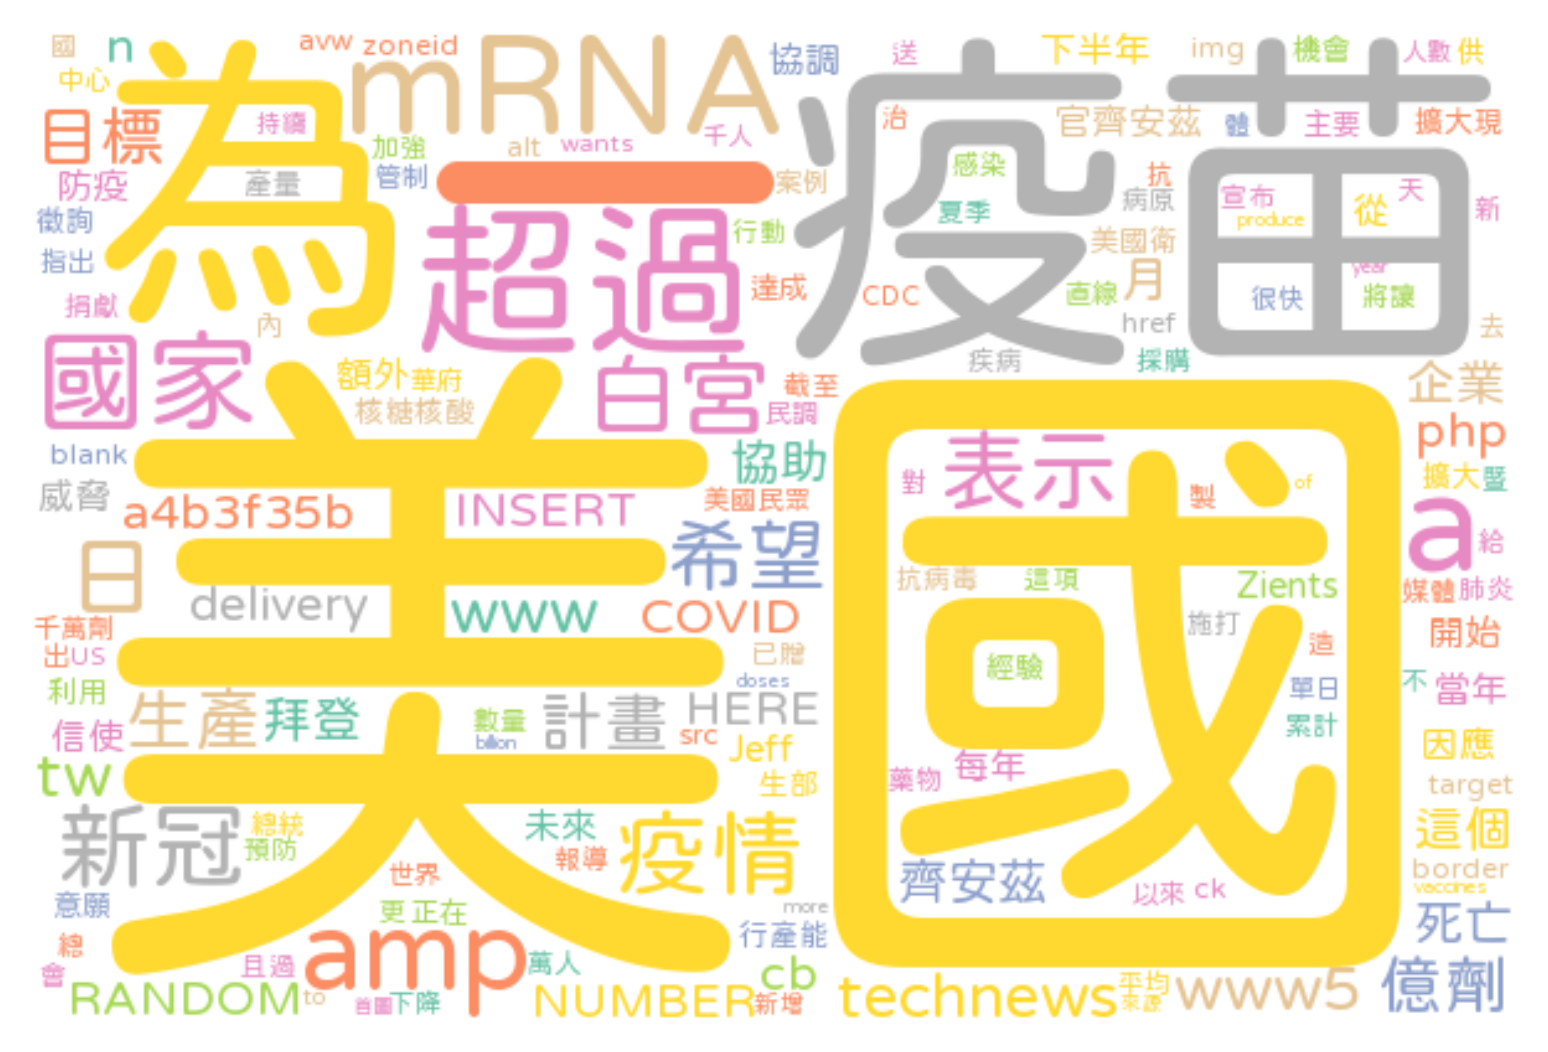 國
n
為
avw
zoneid
mRNA
協調
疫苗
送
下半年
img
機會
人數
供
中心
目標
持續
加強
alt
wants
千人
治
官齊安茲
體
主要
擴大現
防疫
產量
管制
一
案例
感染
抗
病原
宣布
produce
從
天
新
徵詢
超過
行動
夏季
美國衛
指出
達成
CDC
直線
月
year
很快
將讓
捐獻
內
href
去
國家
額外
華府
白宮
截至
疾病
採購
企業
核糖核酸
民調
美國
blank
協助
表示
php
威脅
a4b3f35b
INSERT
美國民眾
對
製
of
擴大
暨
日
希望
a
給
delivery
www
COVID
抗病毒
這項
Zients
媒體
肺炎
千萬劑
施打
開始
出
US
已贈
經驗
造
利用
doses
單日
不
當年
信使
生產
拜登
數量
billion
計畫
HERE
src
累計
tw
Jeff
每年
因應
生部
藥物
target
新冠
總統
預防
未來
報導
疫情
這個
世界
齊安茲
以來
ck
border
vaccines
意願
更
正在
more
行產能
死亡
總
會
且過
amp
萬人
cb
RANDOM
to
首圖
下降
NUMBER
新增
technews
平均
來源
www5
億劑